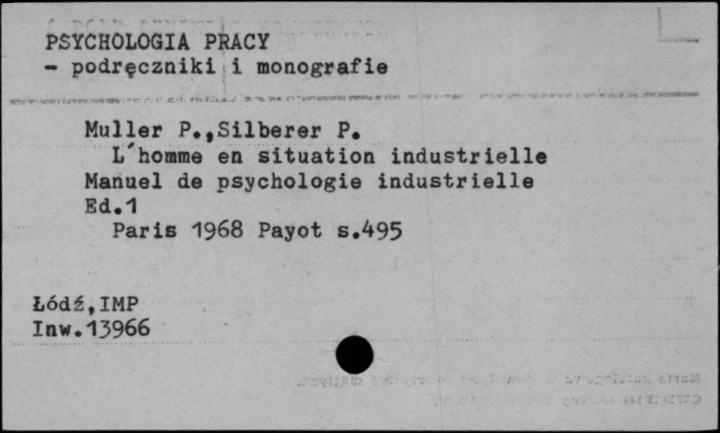 PSYCHOLOGIA PRACY
- podręczniki i monografie
Muller P.,Silberer P.
L'homme en situation industrielle
Manuel de psychologie industrielle
Ed.1
Paris 1968 Payot s.495
Łódź,IMP
Inw.13966